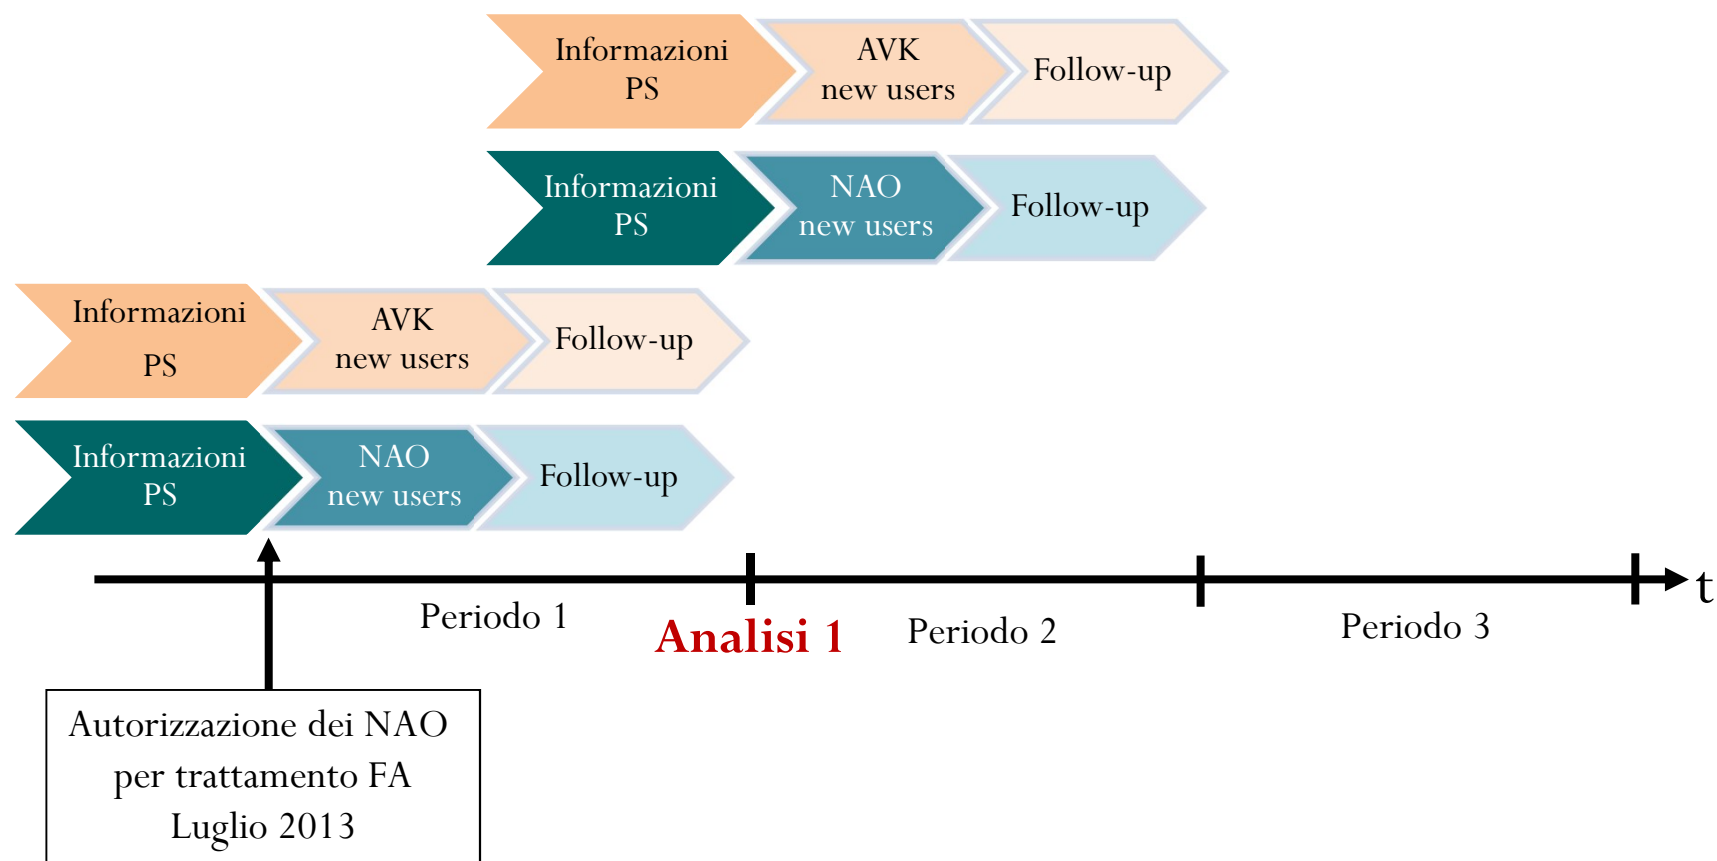 Informazioni
PS
AVK
new users
Follow-up
Informazioni
PS
NAO
new users
Follow-up
Informazioni
PS
AVK
new users
Follow-up
Informazioni
PS
NAO
new users
Follow-up
t
Periodo 1
Analisi 1
Periodo 2
Periodo 3
Autorizzazione dei NAO
per trattamento FA
Luglio 2013